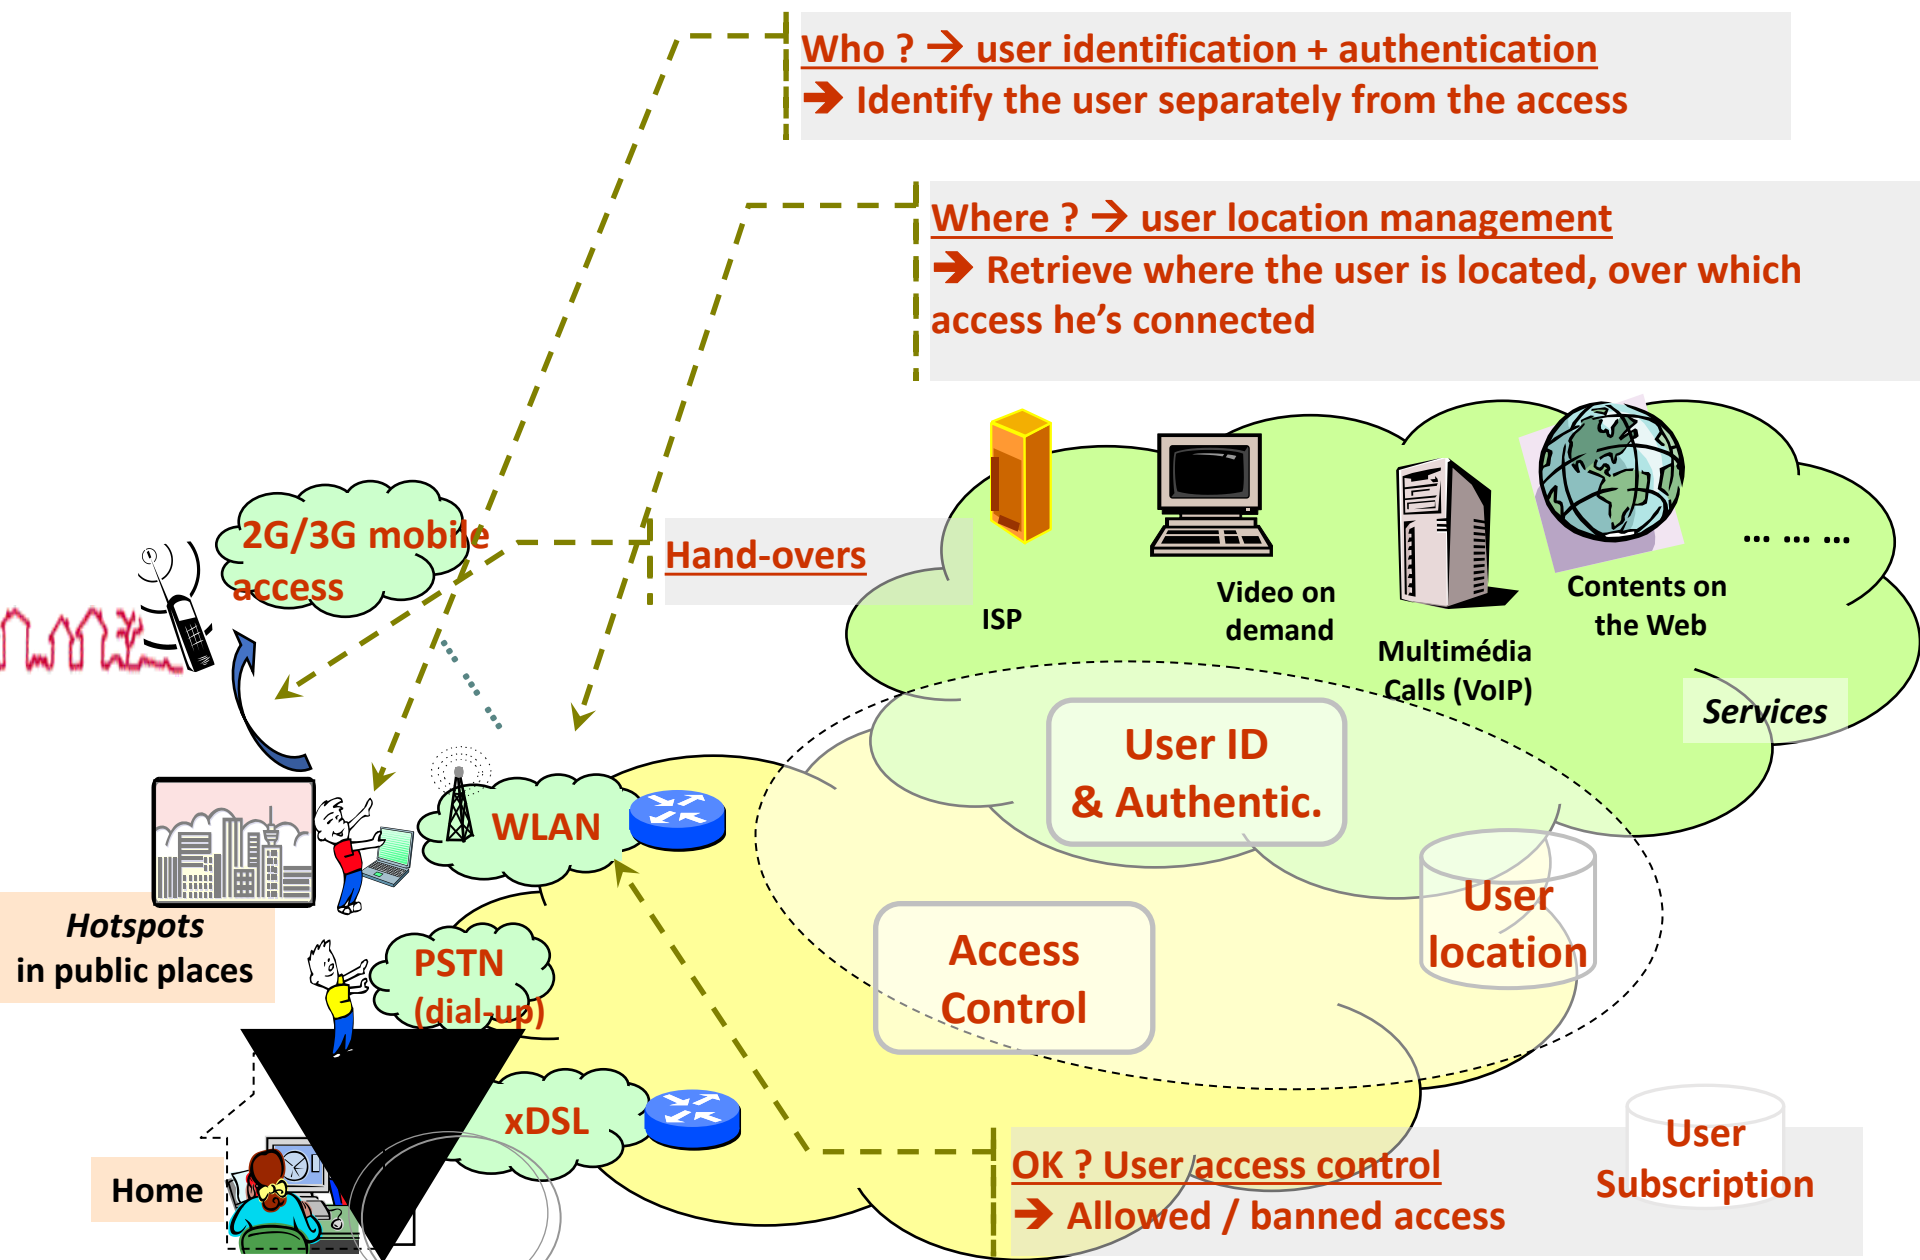 Who ? → user identification + authentication
➔ Identify the user separately from the access
Where ? → user location management
➔ Retrieve where the user is located, over which
access he’s connected
2G/3G mobile
access
Hand-overs
ISP
Video on
demand
Multimédia
Calls (VoIP)
Contents on
the Web
... ... ...
Services
User ID
& Authentic.
WLAN
User
location
Hotspots
in public places
PSTN
(dial-up)
Access
Control
xDSL
Home
OK ? User access control
➔ Allowed / banned access
User
Subscription